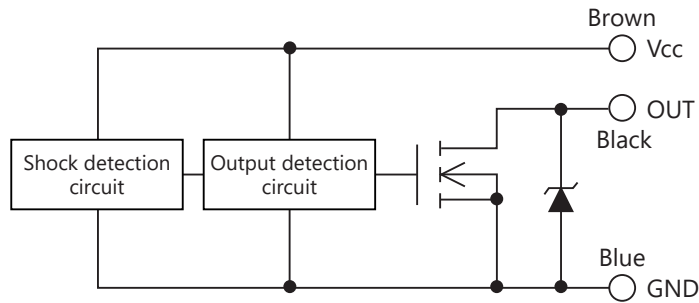 Brown
Vcc
OUT
Black
Shock detection
circuit
Output detection
circuit
Blue
GND